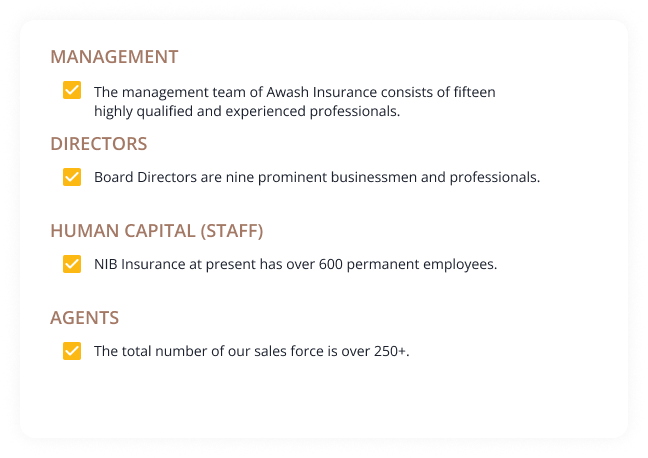 MANAGEMENT
The management team of Awash Insurance consists of fifteen
highly qualified and experienced professionals.
DIRECTORS
Board Directors are nine prominent businessmen and professionals.
HUMAN CAPITAL (STAFF)
NIB Insurance at present has over 600 permanent employees.
AGENTS
The total number of our sales force is over 250+.